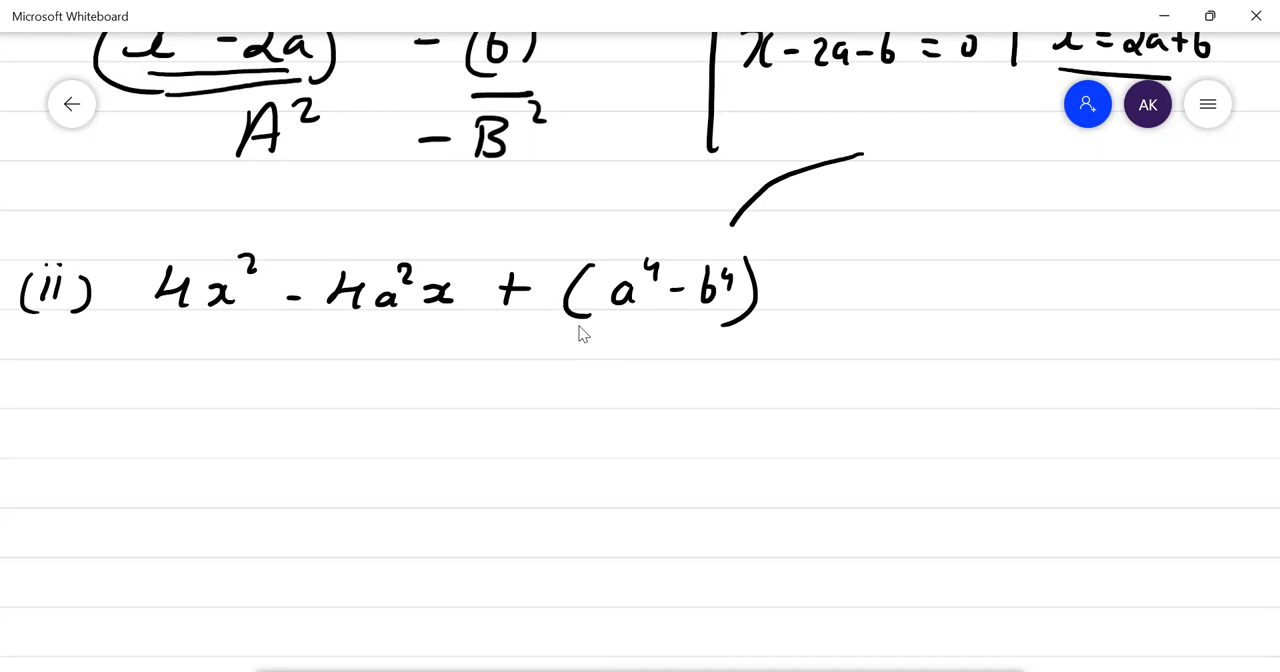 Microsoft Whiteboard
(x - 2a) - (b)
x - 2a - b = 0 | x = 2a + b
AK
A² - B²
(ii) 4x² - 4a²x + (a⁴ - b⁴)